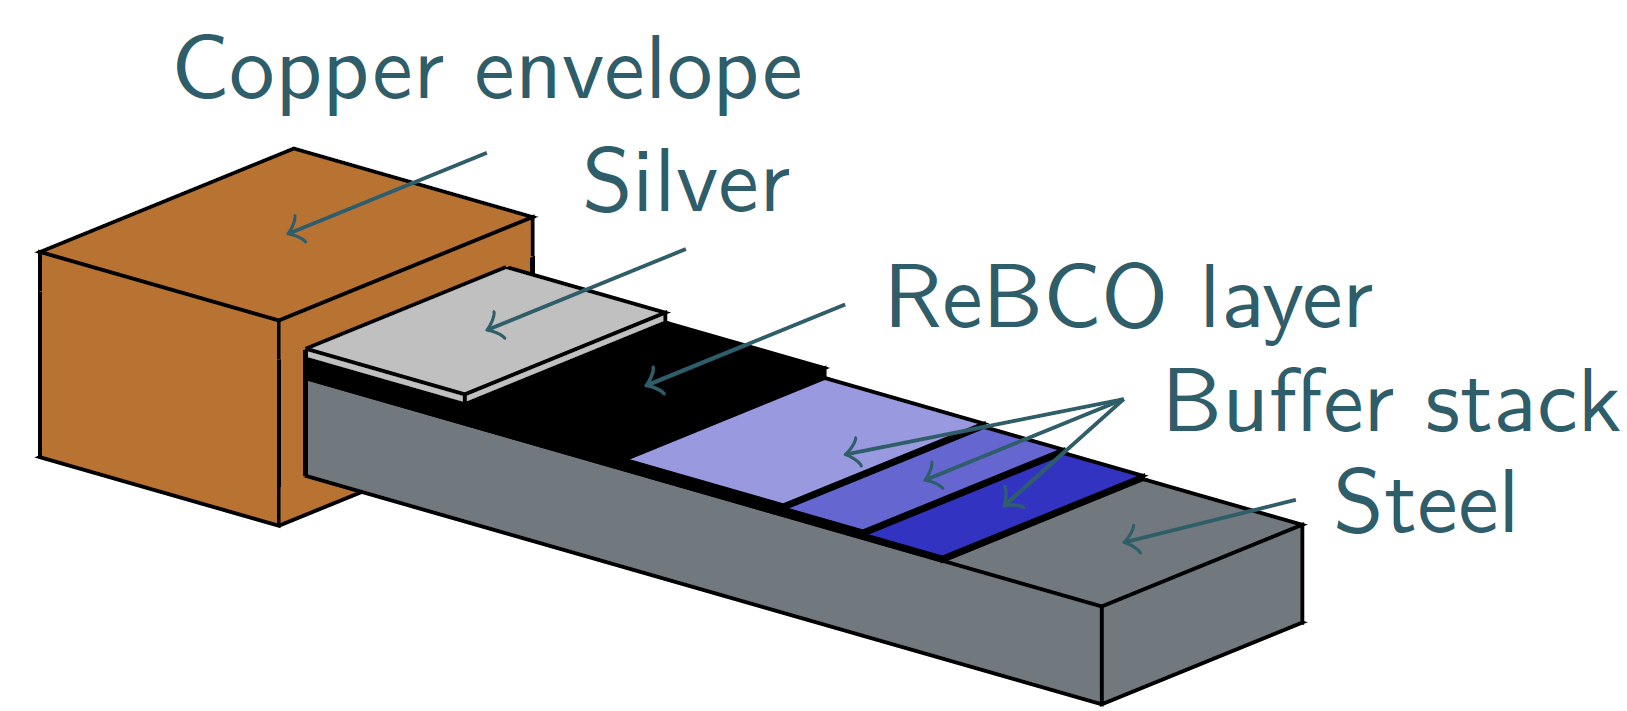 Copper envelope
Silver
ReBCO layer
Buffer stack
Steel